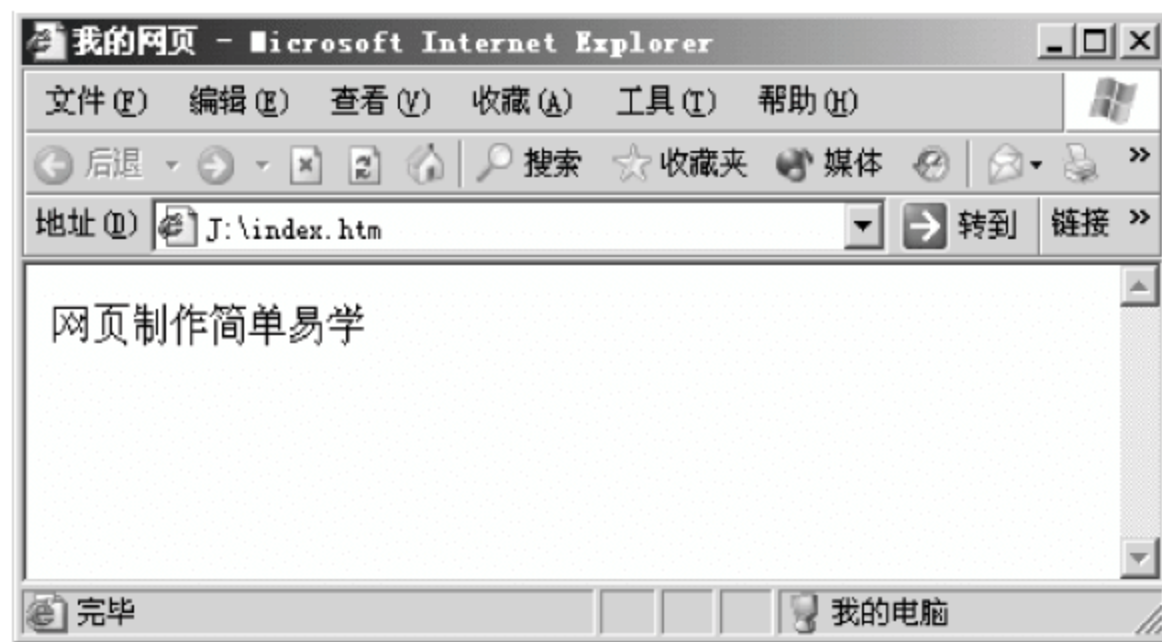 我的网页 - Microsoft Internet Explorer
文件(F) 编辑(E) 查看(V) 收藏(A) 工具(T) 帮助(H)
后退 搜索 收藏夹 媒体 »
地址(D) J:\index.htm 转到 链接 »
网页制作简单易学
完毕 我的电脑